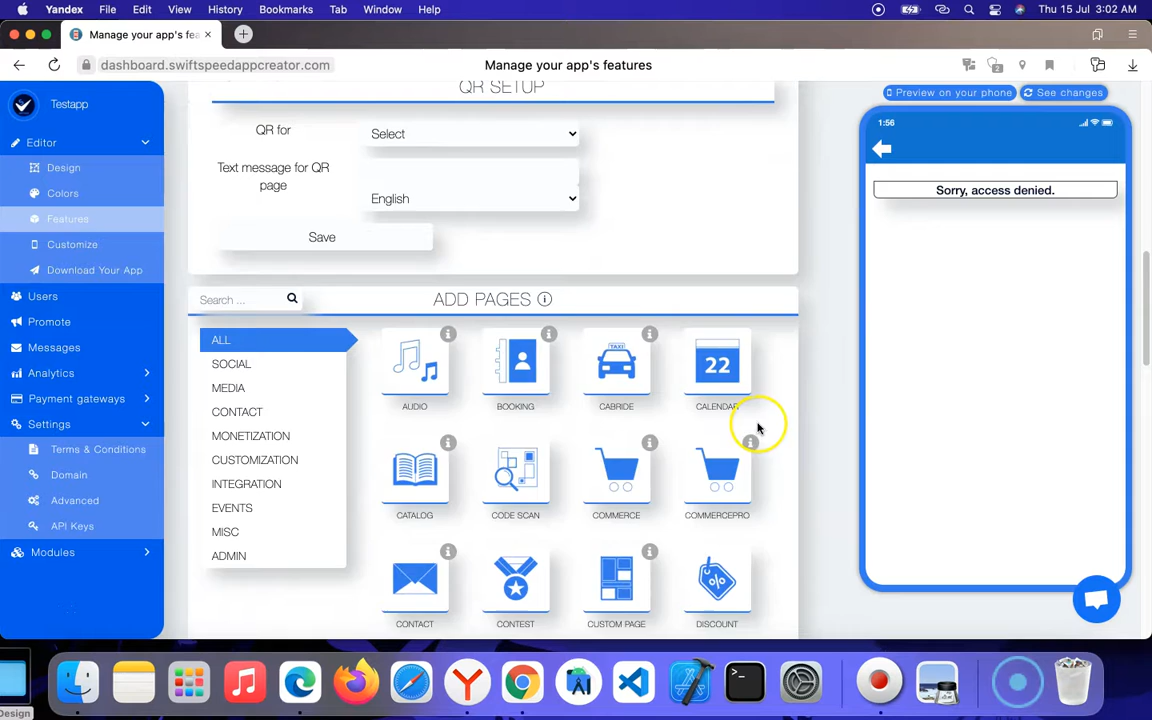 Yandex File Edit View History Bookmarks Tab Window Help Thu 15 Jul 3:02 AM
Manage your app's fea
dashboard.swiftspeedappcreator.com Manage your app's features
2
Testapp
Editor
Design
Colors
Features
Customize
Download Your App
Users
Promote
Messages
Analytics
Payment gateways
Settings
Terms & Conditions
Domain
Advanced
API Keys
Modules
QR SETUP
QR for Select
Text message for QR
page
English
Save
Search ... ADD PAGES
ALL
SOCIAL
MEDIA
CONTACT
MONETIZATION
CUSTOMIZATION
INTEGRATION
EVENTS
MISC
ADMIN
TAXI 22
AUDIO BOOKING CABRIDE CALENDAR
CATALOG CODE SCAN COMMERCE COMMERCEPRO
CONTACT CONTEST CUSTOM PAGE DISCOUNT
Preview on your phone See changes
1:56
Sorry, access denied.
Design